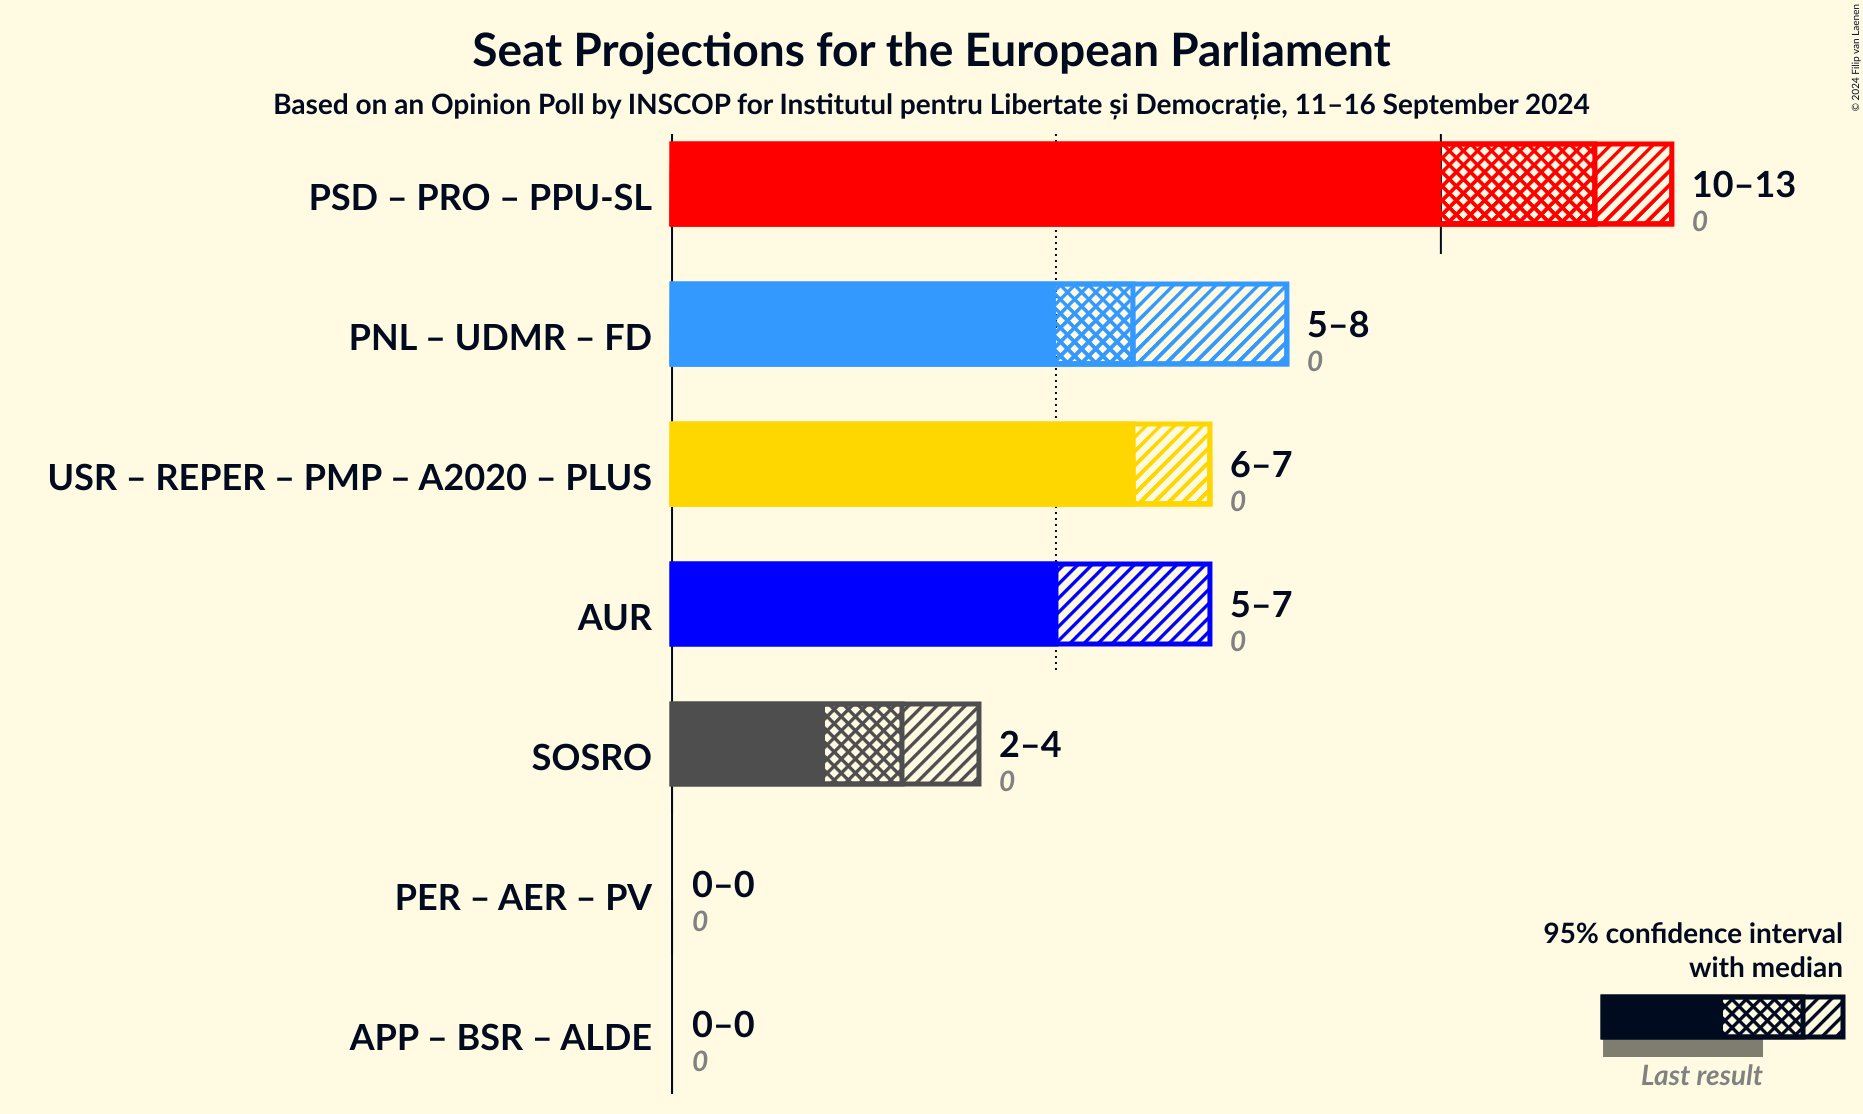 Seat Projections for the European Parliament
Based on an Opinion Poll by INSCOP for Institutul pentru Libertate și Democrație, 11–16 September 2024
© 2024 Filip van Laenen
PSD – PRO – PPU-SL
10–13
0
PNL – UDMR – FD
5–8
0
USR – REPER – PMP – A2020 – PLUS
6–7
0
AUR
5–7
0
SOSRO
2–4
0
PER – AER – PV
0–0
0
APP – BSR – ALDE
0–0
0
95% confidence interval
with median
Last result